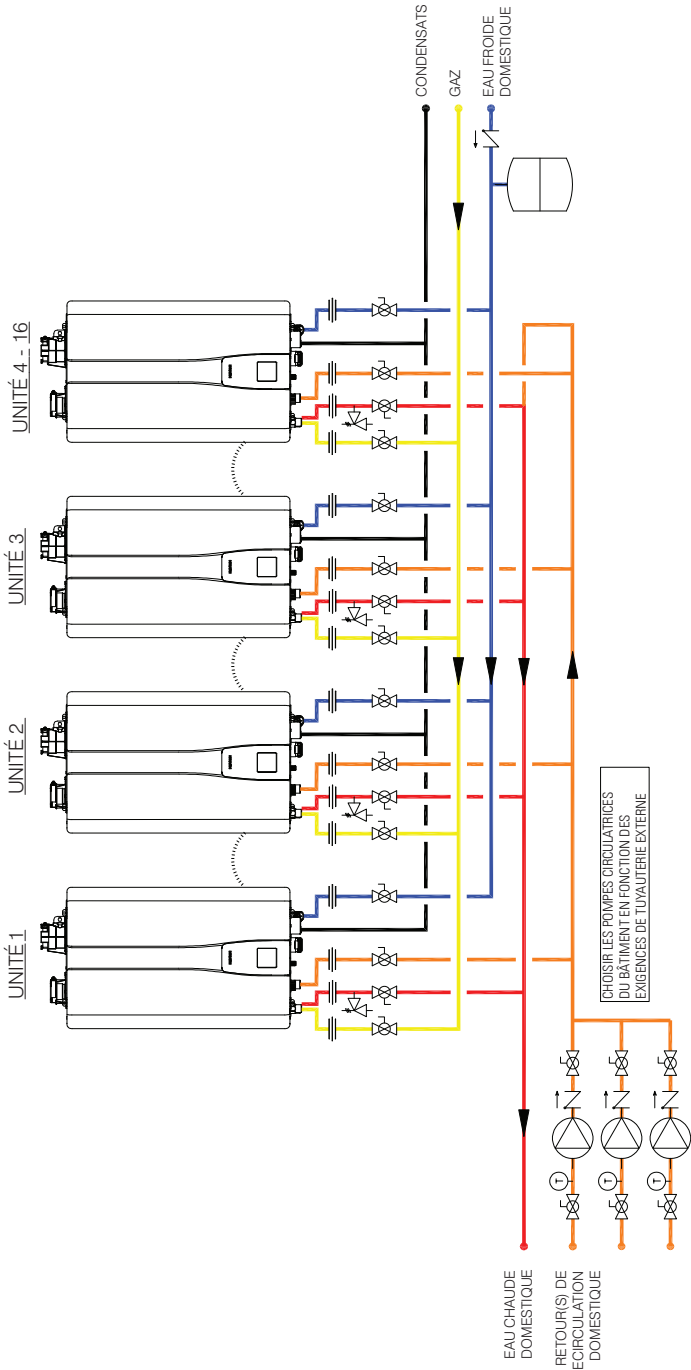 UNITÉ 1
UNITÉ 2
UNITÉ 3
UNITÉ 4 - 16
CONDENSATS
GAZ
EAU FROIDE
DOMESTIQUE
EAU CHAUDE
DOMESTIQUE
RETOUR(S) DE
ECIRCULATION
DOMESTIQUE
T
T
T
CHOISIR LES POMPES CIRCULATRICES
DU BÂTIMENT EN FONCTION DES
EXIGENCES DE TUYAUTERIE EXTERNE